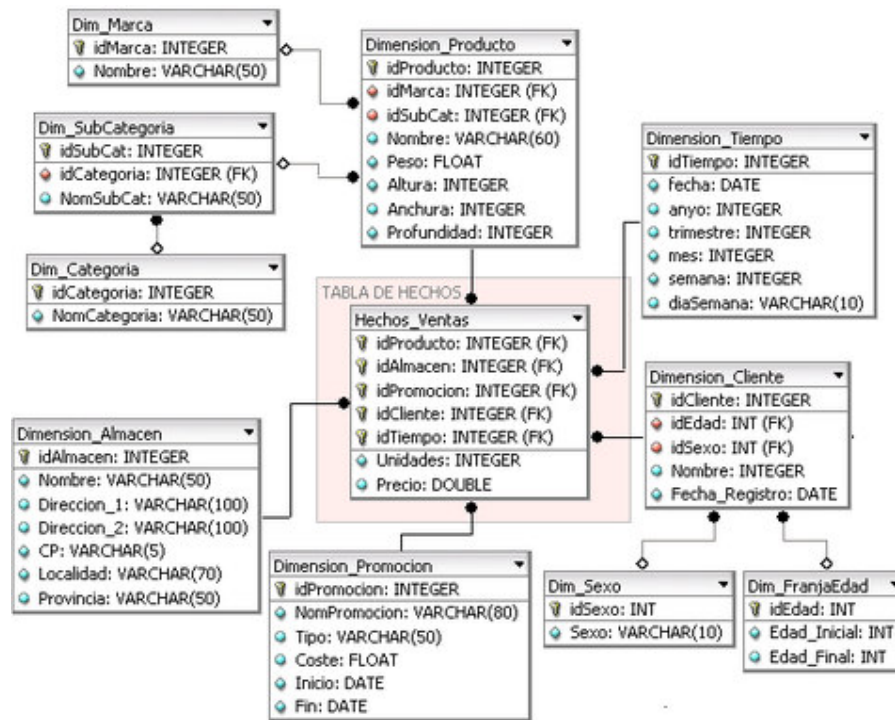 Dim_Marca
idMarca: INTEGER
Nombre: VARCHAR(50)
Dimension_Producto
idProducto: INTEGER
idMarca: INTEGER (FK)
idSubCat: INTEGER (FK)
Nombre: VARCHAR(60)
Peso: FLOAT
Altura: INTEGER
Anchura: INTEGER
Profundidad: INTEGER
Dim_SubCategoria
idSubCat: INTEGER
idCategoria: INTEGER (FK)
NomSubCat: VARCHAR(50)
Dimension_Tiempo
idTiempo: INTEGER
fecha: DATE
anyo: INTEGER
trimestre: INTEGER
mes: INTEGER
semana: INTEGER
diaSemana: VARCHAR(10)
Dim_Categoria
idCategoria: INTEGER
NomCategoria: VARCHAR(50)
TABLA DE HECHOS
Hechos_Ventas
idProducto: INTEGER (FK)
idAlmacen: INTEGER (FK)
idPromocion: INTEGER (FK)
idCliente: INTEGER (FK)
idTiempo: INTEGER (FK)
Unidades: INTEGER
Precio: DOUBLE
Dimension_Cliente
idCliente: INTEGER
idEdad: INT (FK)
idSexo: INT (FK)
Nombre: INTEGER
Fecha_Registro: DATE
Dimension_Almacen
idAlmacen: INTEGER
Nombre: VARCHAR(50)
Direccion_1: VARCHAR(100)
Direccion_2: VARCHAR(100)
CP: VARCHAR(5)
Localidad: VARCHAR(70)
Provincia: VARCHAR(50)
Dimension_Promocion
idPromocion: INTEGER
NomPromocion: VARCHAR(80)
Tipo: VARCHAR(50)
Coste: FLOAT
Inicio: DATE
Fin: DATE
Dim_Sexo
idSexo: INT
Sexo: VARCHAR(10)
Dim_FranjaEdad
idEdad: INT
Edad_Inicial: INT
Edad_Final: INT